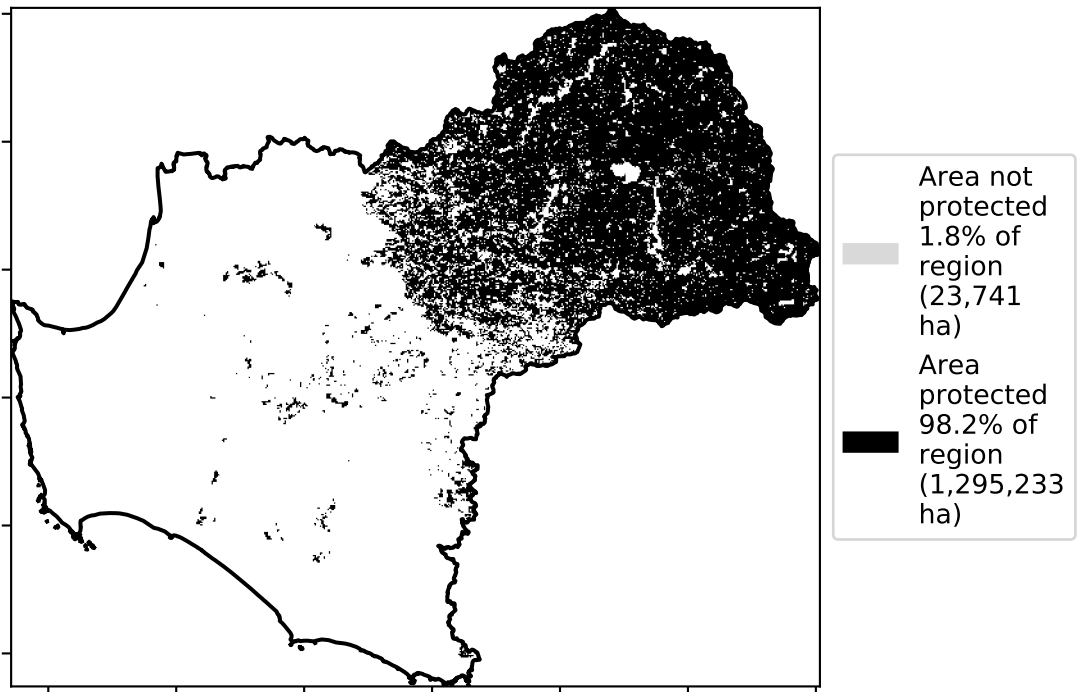 Area not
protected
1.8% of
region
(23,741
ha)
Area
protected
98.2% of
region
(1,295,233
ha)